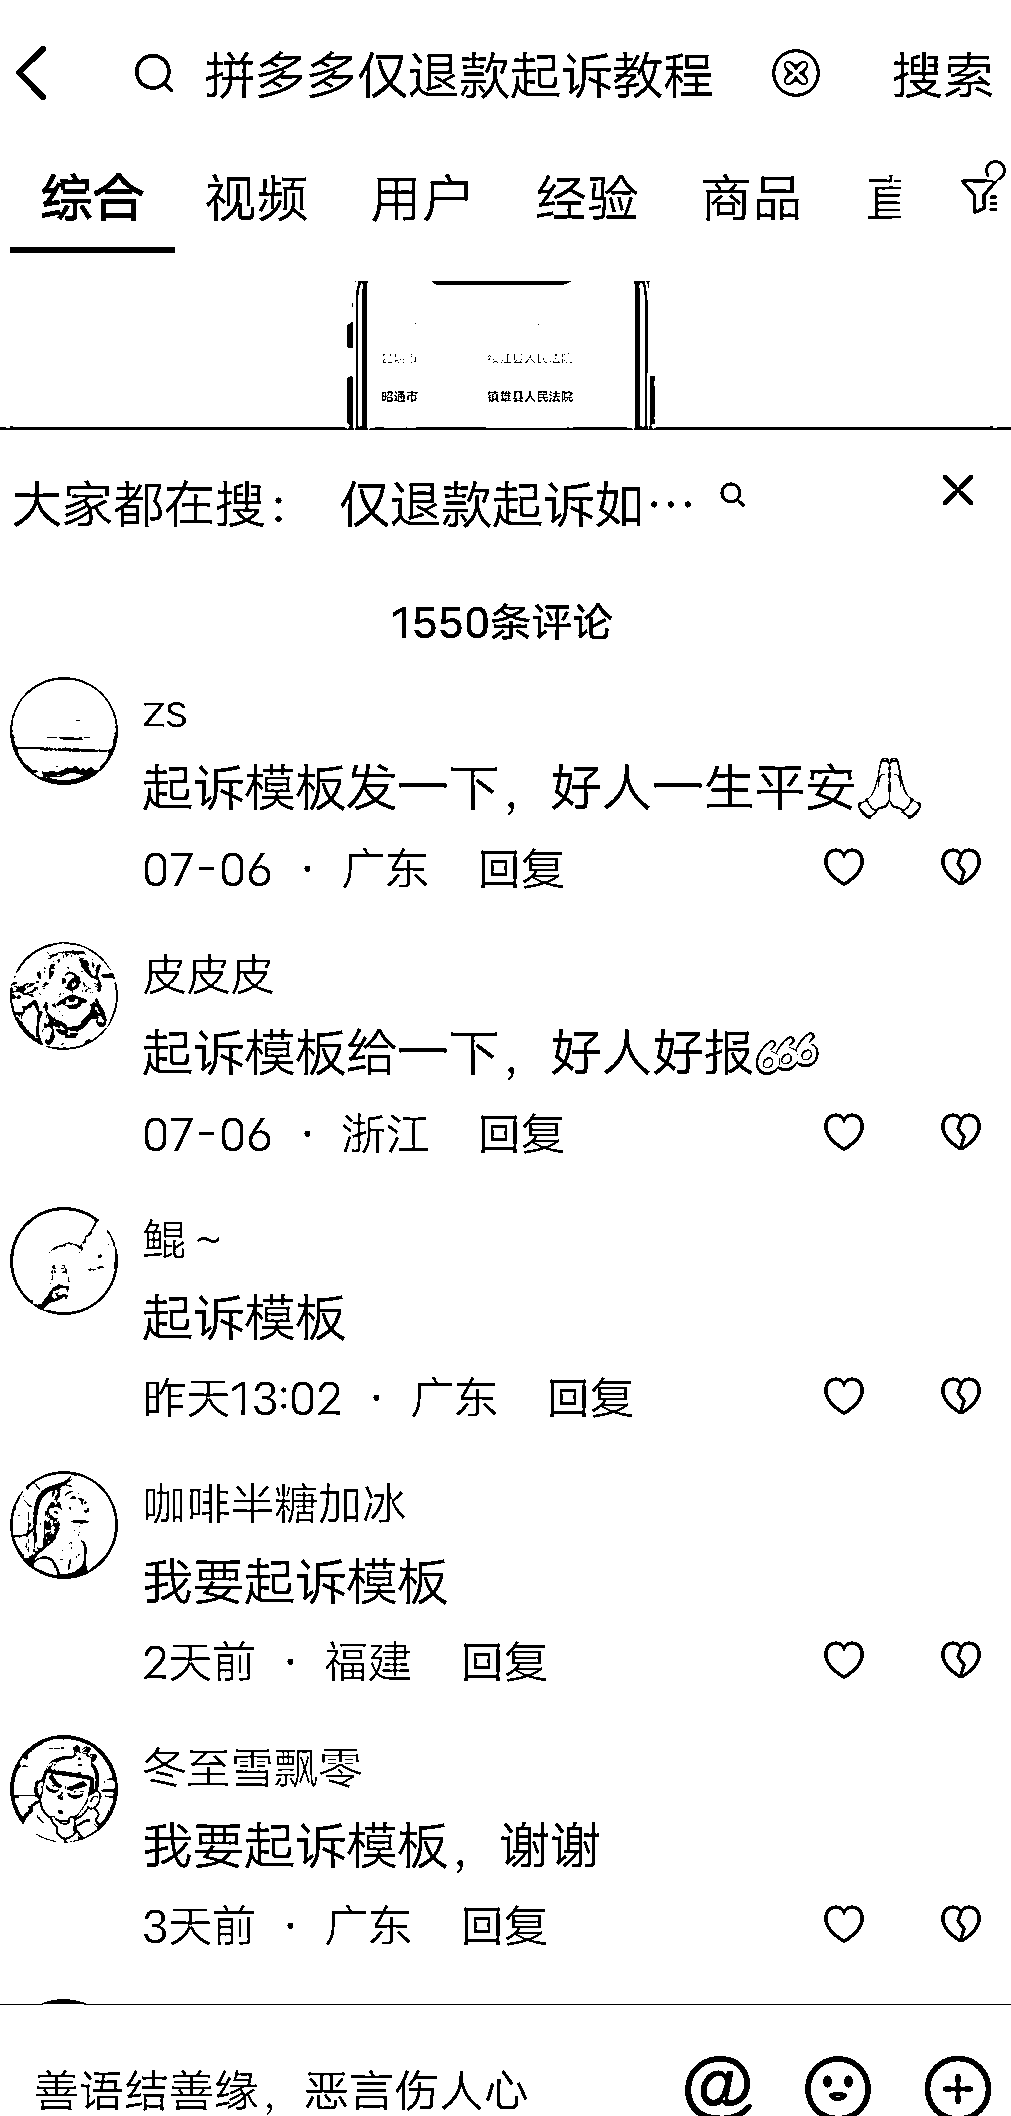 拼多多仅退款起诉教程 搜索
综合 视频 用户 经验 商品 直
昭通市 镇雄县人民法院
大家都在搜： 仅退款起诉如…
1550条评论
zs
起诉模板发一下，好人一生平安🙏
07-06 · 广东 回复
皮皮皮
起诉模板给一下，好人好报666
07-06 · 浙江 回复
鲲～
起诉模板
昨天13:02 · 广东 回复
咖啡半糖加冰
我要起诉模板
2天前 · 福建 回复
冬至雪飘零
我要起诉模板，谢谢
3天前 · 广东 回复
善语结善缘，恶言伤人心